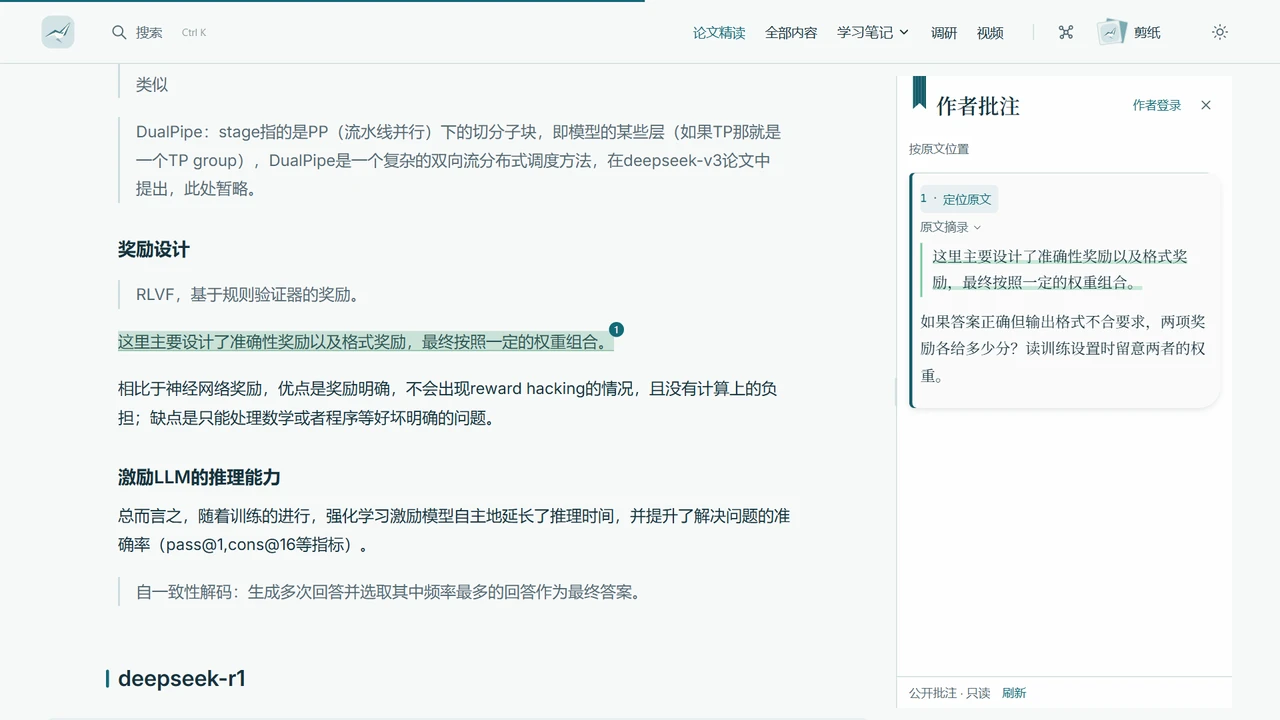 搜索 Ctrl K
论文精读 全部内容 学习笔记 调研 视频 剪纸
类似
DualPipe：stage指的是PP（流水线并行）下的切分子块，即模型的某些层（如果TP那就是
一个TP group），DualPipe是一个复杂的双向流分布式调度方法，在deepseek-v3论文中
提出，此处暂略。
奖励设计
RLVF，基于规则验证器的奖励。
这里主要设计了准确性奖励以及格式奖励，最终按照一定的权重组合。 1
相比于神经网络奖励，优点是奖励明确，不会出现reward hacking的情况，且没有计算上的负
担；缺点是只能处理数学或者程序等好坏明确的问题。
激励LLM的推理能力
总而言之，随着训练的进行，强化学习激励模型自主地延长了推理时间，并提升了解决问题的准
确率（pass@1,cons@16等指标）。
自一致性解码：生成多次回答并选取其中频率最多的回答作为最终答案。
deepseek-r1
作者批注 作者登录
按原文位置
1 · 定位原文
原文摘录
这里主要设计了准确性奖励以及格式奖
励，最终按照一定的权重组合。
如果答案正确但输出格式不合要求，两项奖
励各给多少分？读训练设置时留意两者的权
重。
公开批注 · 只读 刷新